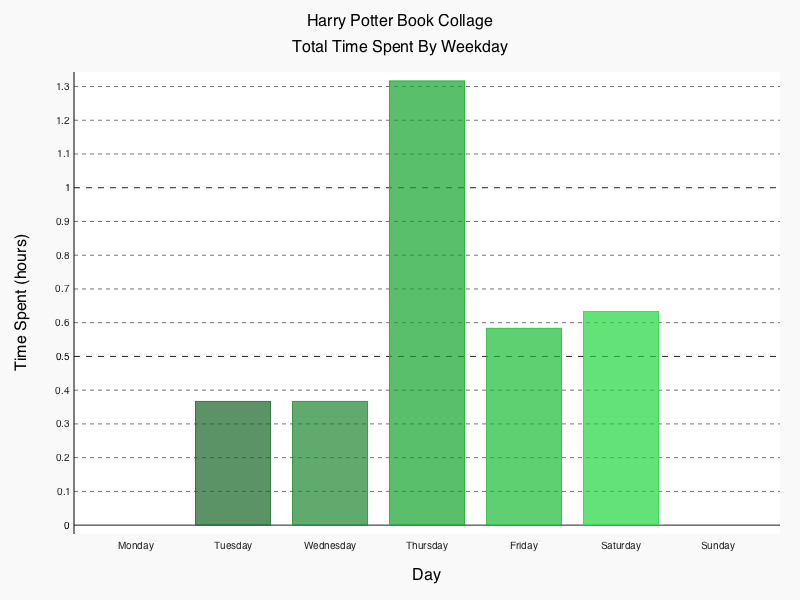 Harry Potter Book Collage
Total Time Spent By Weekday
Time Spent (hours)
1.3
1.2
1.1
1
0.9
0.8
0.7
0.6
0.5
0.4
0.3
0.2
0.1
0
Monday Tuesday Wednesday Thursday Friday Saturday Sunday
Day